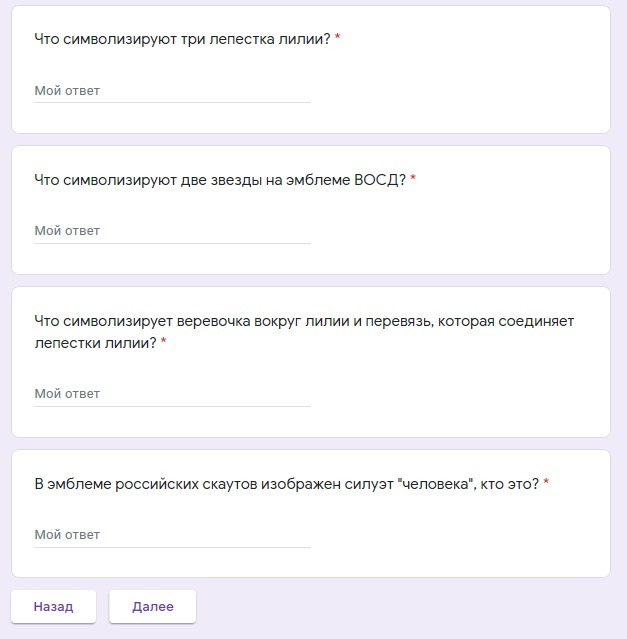 Что символизируют три лепестка лилии? *
Мой ответ
Что символизируют две звезды на эмблеме ВОСД? *
Мой ответ
Что символизирует веревочка вокруг лилии и перевязь, которая соединяет
лепестки лилии? *
Мой ответ
В эмблеме российских скаутов изображен силуэт "человека", кто это? *
Мой ответ
Назад Далее